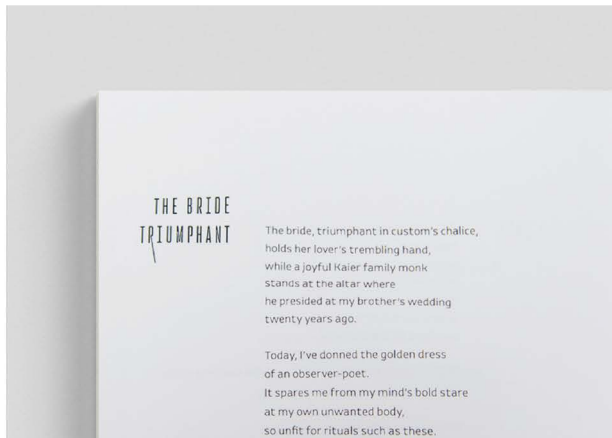 THE BRIDE
TRIUMPHANT
The bride, triumphant in custom's chalice,
holds her lover's trembling hand,
while a joyful Kaier family monk
stands at the altar where
he presided at my brother's wedding
twenty years ago.
Today, I've donned the golden dress
of an observer-poet.
It spares me from my mind's bold stare
at my own unwanted body,
so unfit for rituals such as these.